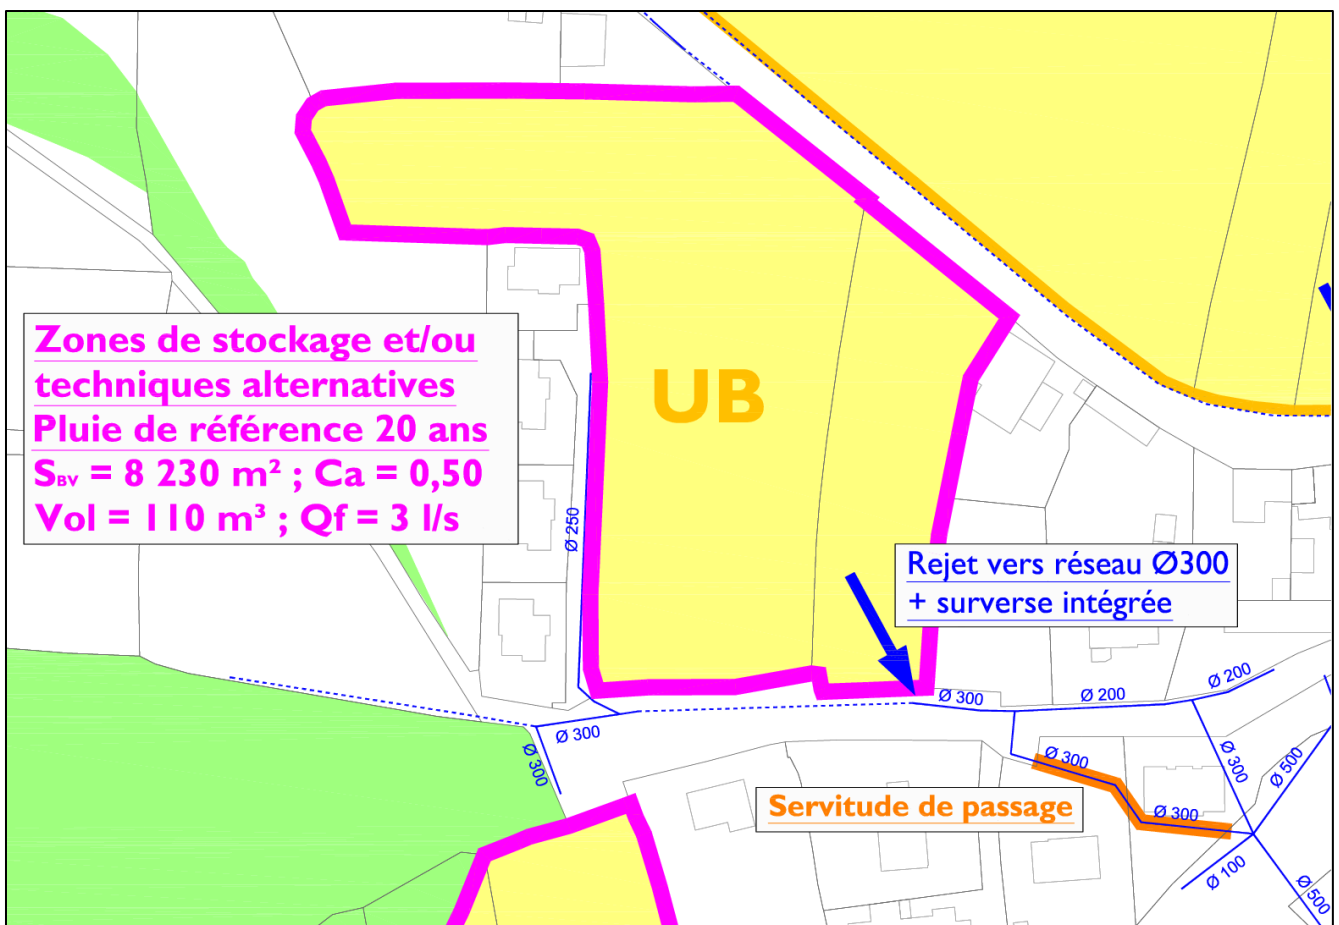 Zones de stockage et/ou
techniques alternatives
Pluie de référence 20 ans
SBV = 8 230 m² ; Ca = 0,50
Vol = 110 m³ ; Qf = 3 l/s
UB
Ø 250
Rejet vers réseau Ø300
+ surverse intégrée
Ø 300
Ø 200
Ø 200
Ø 300
Ø 300
Ø 300
Ø 300
Ø 500
Servitude de passage
Ø 300
Ø 100
Ø 500